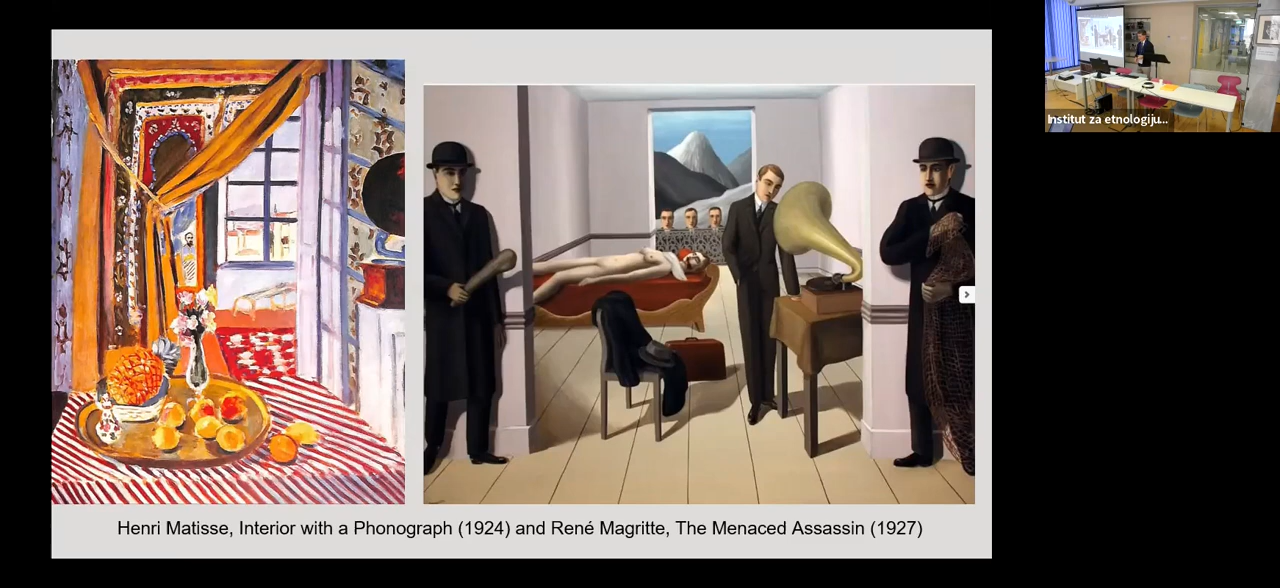 Institut za etnologiju...
Henri Matisse, Interior with a Phonograph (1924) and René Magritte, The Menaced Assassin (1927)